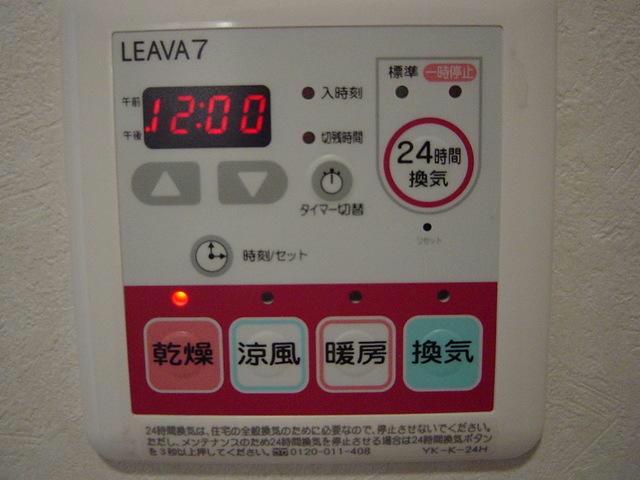 LEAVA7
標準 一時停止
午前
12:00
午後
入時刻
切残時間
タイマー切替
24時間
換気
リセット
時刻/セット
乾燥 涼風 暖房 換気
24時間換気は、住宅の全般換気のために必要なので、停止させないでください。
ただし、メンテナンスのため24時間換気を停止させる場合は24時間換気ボタン
を3秒以上押してください。 0120-011-408 YK-K-24H